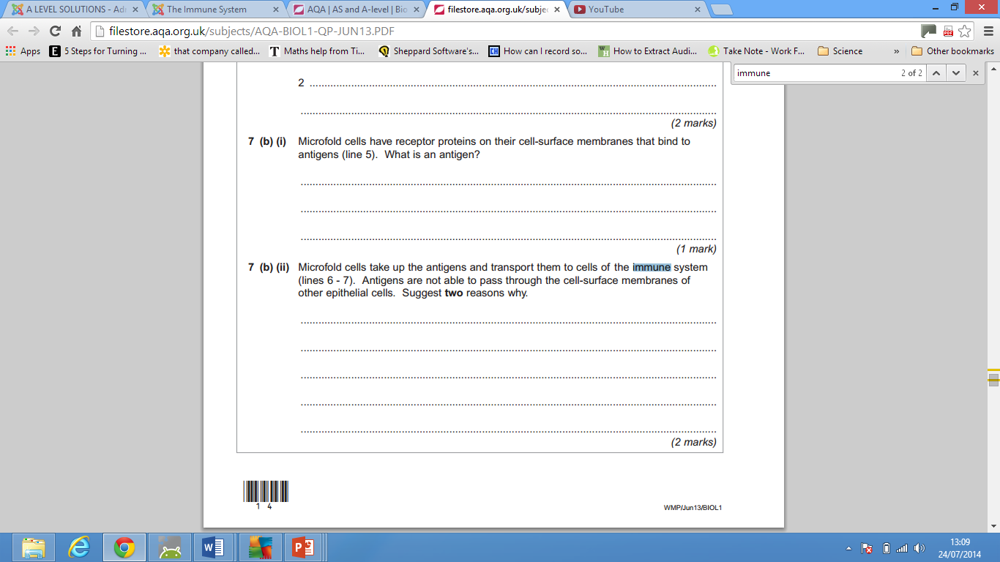 A LEVEL SOLUTIONS - Adm
The Immune System
AQA | AS and A-level | Bio
filestore.aqa.org.uk/subje
YouTube
filestore.aqa.org.uk/subjects/AQA-BIOL1-QP-JUN13.PDF
Apps
5 Steps for Turning ...
that company called...
Maths help from Ti...
Sheppard Software's...
How can I record so...
How to Extract Audi...
Take Note - Work F...
Science
»
Other bookmarks
immune 2 of 2
2 ..........
(2 marks)
7 (b) (i) Microfold cells have receptor proteins on their cell-surface membranes that bind to
antigens (line 5). What is an antigen?
(1 mark)
7 (b) (ii) Microfold cells take up the antigens and transport them to cells of the immune system
(lines 6 - 7). Antigens are not able to pass through the cell-surface membranes of
other epithelial cells. Suggest two reasons why.
(2 marks)
1 4
WMP/Jun13/BIOL1
13:09
24/07/2014